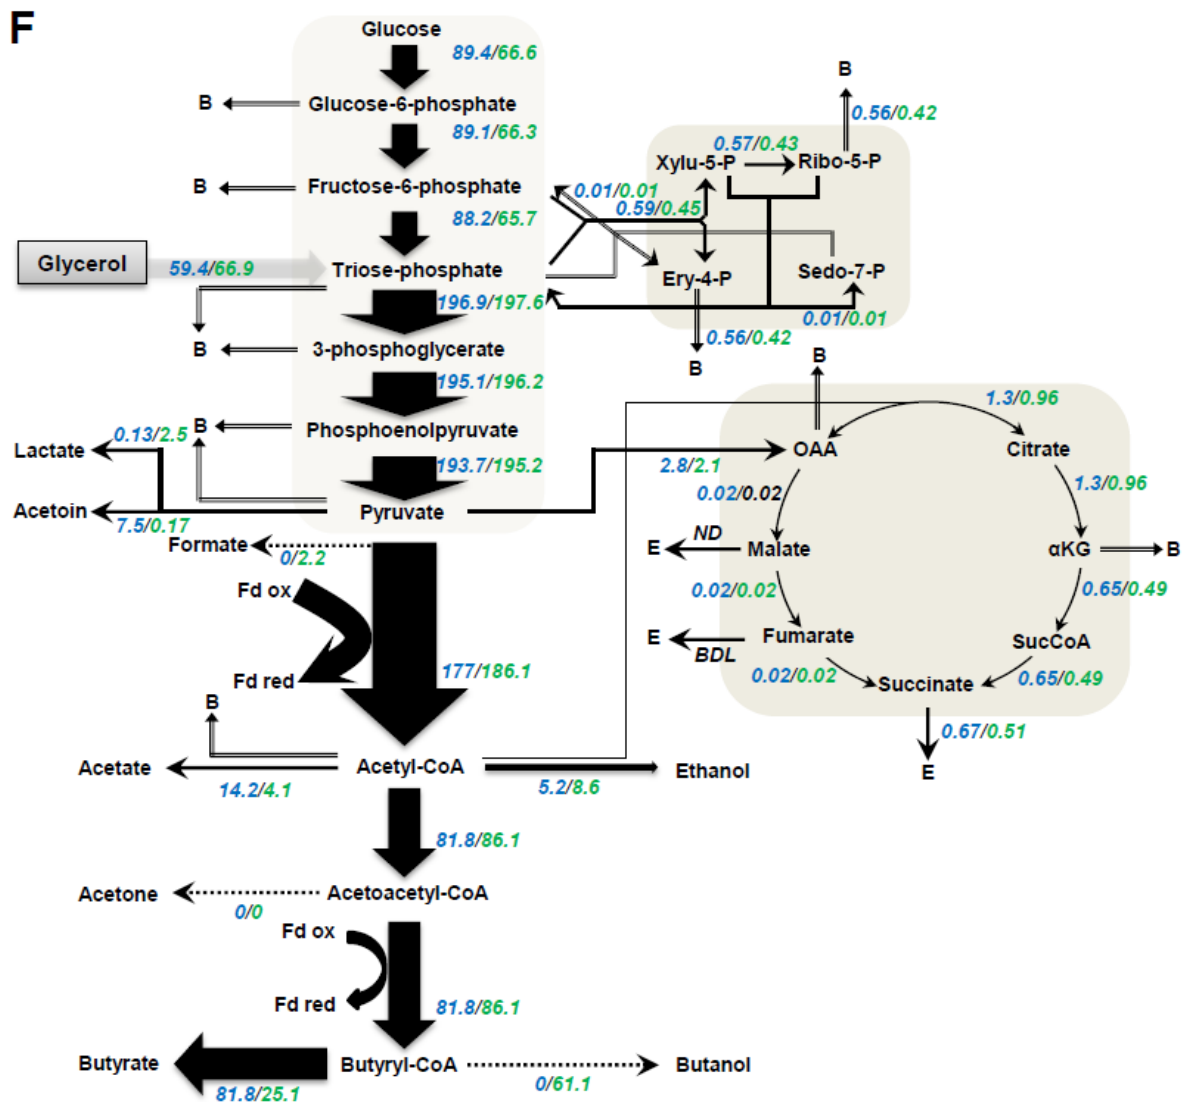 F
Glucose
89.4/66.6
B
Glucose-6-phosphate
89.1/66.3
B
Fructose-6-phosphate
88.2/65.7
Glycerol
59.4/66.9
Triose-phosphate
196.9/197.6
B
3-phosphoglycerate
195.1/196.2
B
Phosphoenolpyruvate
193.7/195.2
Lactate
0.13/2.5
Acetoin
7.5/0.17
Pyruvate
2.8/2.1
Formate
0/2.2
Fd ox
Fd red
177/186.1
B
Acetate
14.2/4.1
Acetyl-CoA
5.2/8.6
Ethanol
81.8/86.1
Acetone
0/0
Acetoacetyl-CoA
Fd ox
Fd red
81.8/86.1
Butyrate
81.8/25.1
Butyryl-CoA
0/61.1
Butanol
B
0.56/0.42
Xylu-5-P
0.57/0.43
Ribo-5-P
0.01/0.01
0.59/0.45
Ery-4-P
Sedo-7-P
0.01/0.01
0.56/0.42
B
B
1.3/0.96
OAA
Citrate
0.02/0.02
1.3/0.96
E
ND
Malate
αKG
B
0.02/0.02
0.65/0.49
E
BDL
Fumarate
SucCoA
0.02/0.02
Succinate
0.65/0.49
0.67/0.51
E